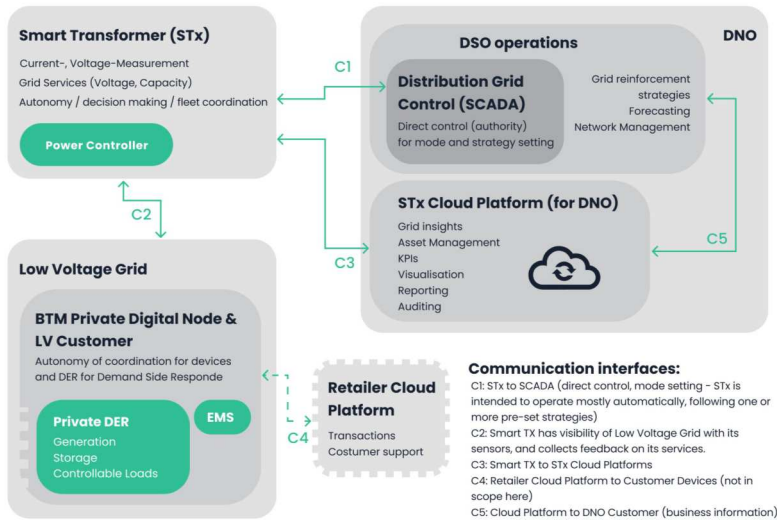 Smart Transformer (STx)
Current-, Voltage-Measurement
Grid Services (Voltage, Capacity)
Autonomy / decision making / fleet coordination
Power Controller
C1
DNO
DSO operations
Distribution Grid
Control (SCADA)
Direct control (authority)
for mode and strategy setting
Grid reinforcement
strategies
Forecasting
Network Management
C2
C3
STx Cloud Platform (for DNO)
Grid insights
Asset Management
KPIs
Visualisation
Reporting
Auditing
C5
Low Voltage Grid
BTM Private Digital Node &
LV Customer
Autonomy of coordination for devices
and DER for Demand Side Responde
Private DER
Generation
Storage
Controllable Loads
EMS
C4
Retailer Cloud
Platform
Transactions
Costumer support
Communication interfaces:
C1: STx to SCADA (direct control, mode setting - STx is
intended to operate mostly automatically, following one or
more pre-set strategies)
C2: Smart TX has visibility of Low Voltage Grid with its
sensors, and collects feedback on its services.
C3: Smart TX to STx Cloud Platforms
C4: Retailer Cloud Platform to Customer Devices (not in
scope here)
C5: Cloud Platform to DNO Customer (business information)